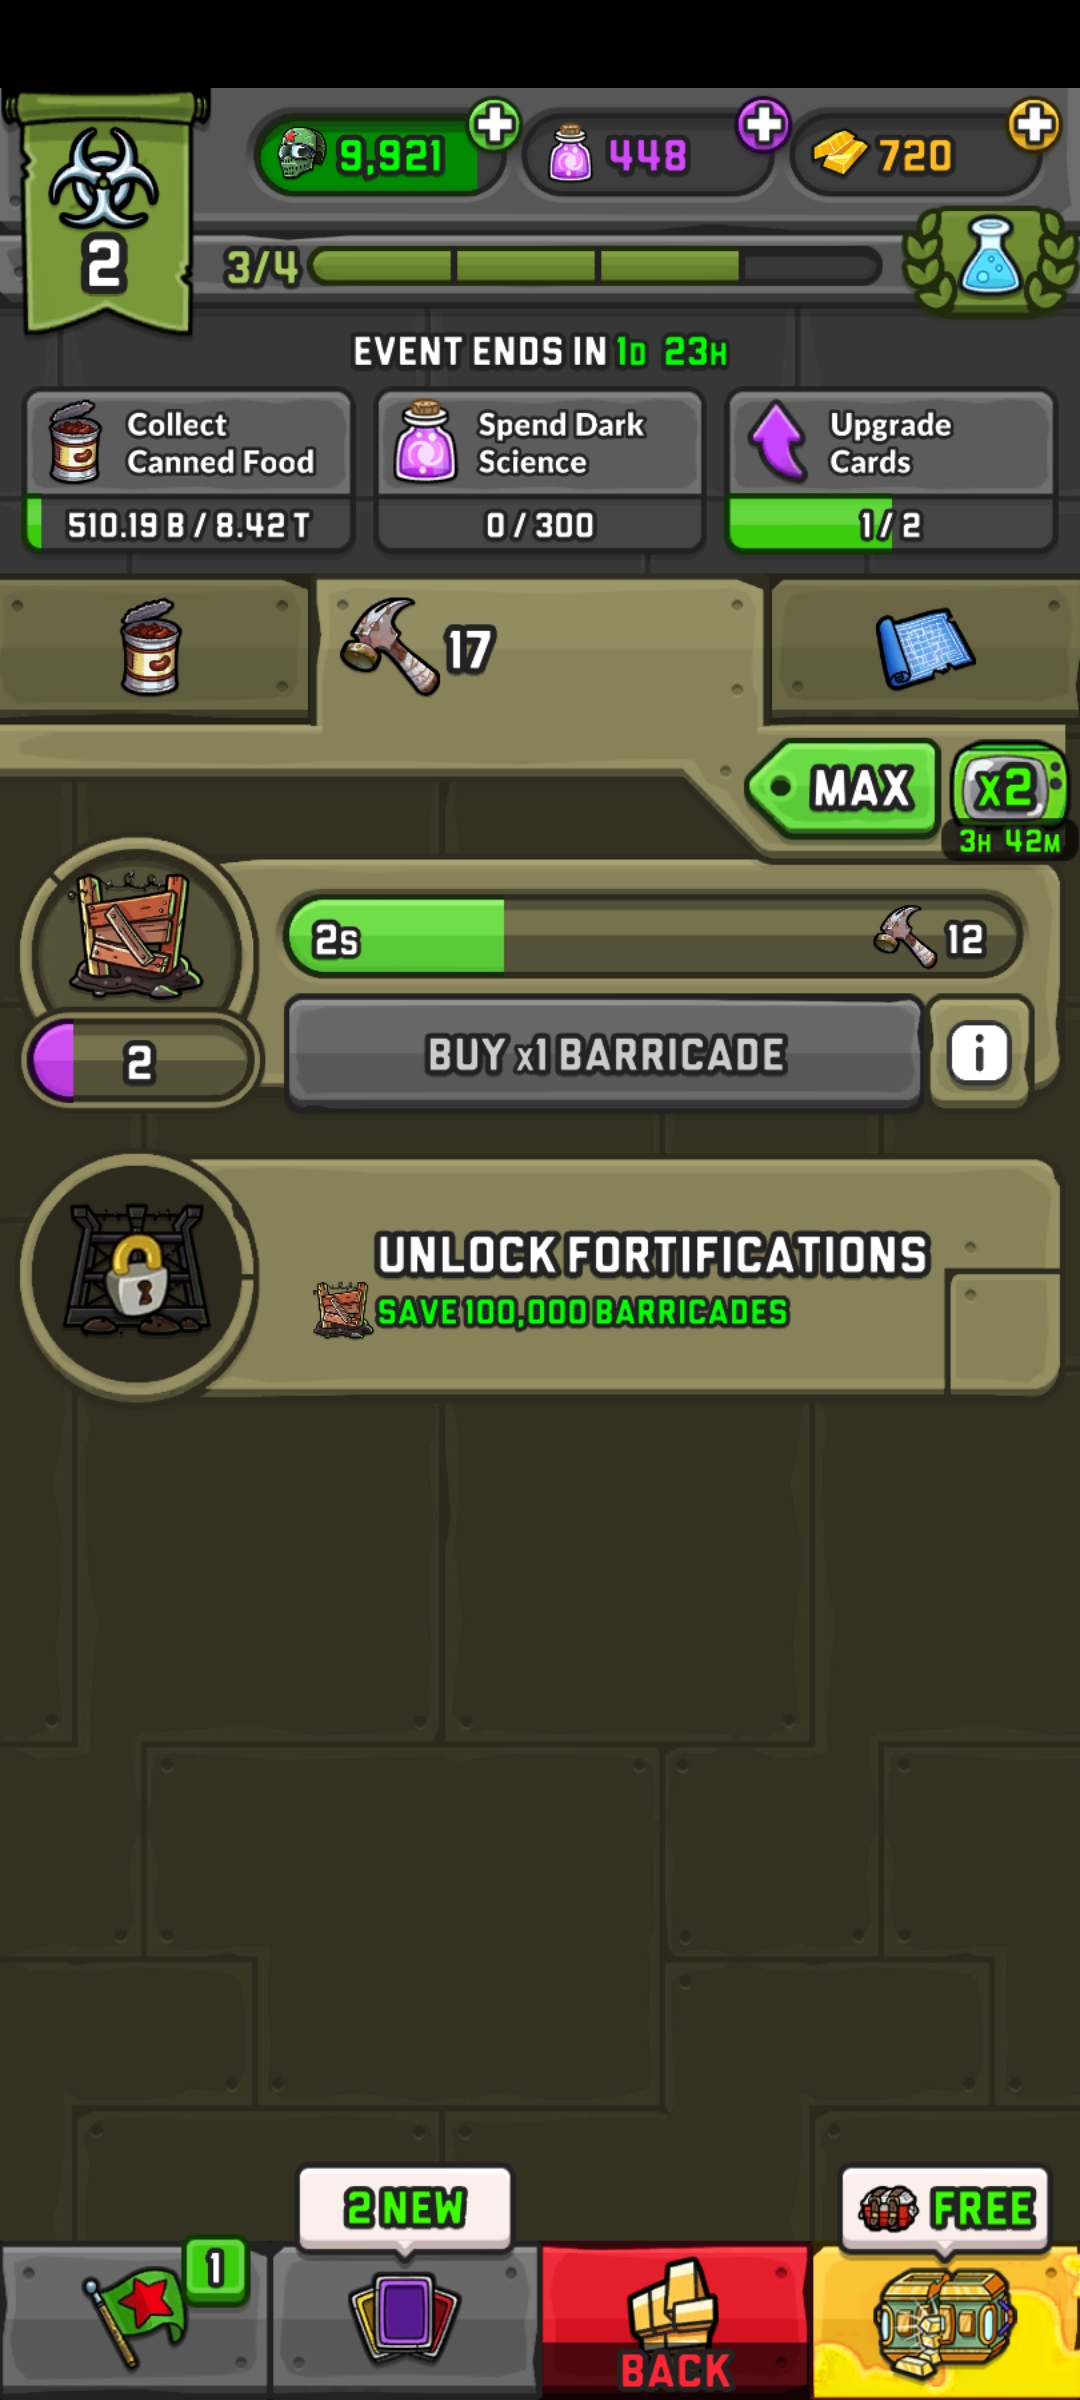 9,921
448
720
2
3/4
EVENT ENDS IN 1D 23H
Collect
Canned Food
510.19 B / 8.42 T
Spend Dark
Science
0 / 300
Upgrade
Cards
1 / 2
17
MAX
x2
3H 42M
2s
12
2
BUY x1 BARRICADE
i
UNLOCK FORTIFICATIONS
SAVE 100,000 BARRICADES
2 NEW
FREE
1
BACK